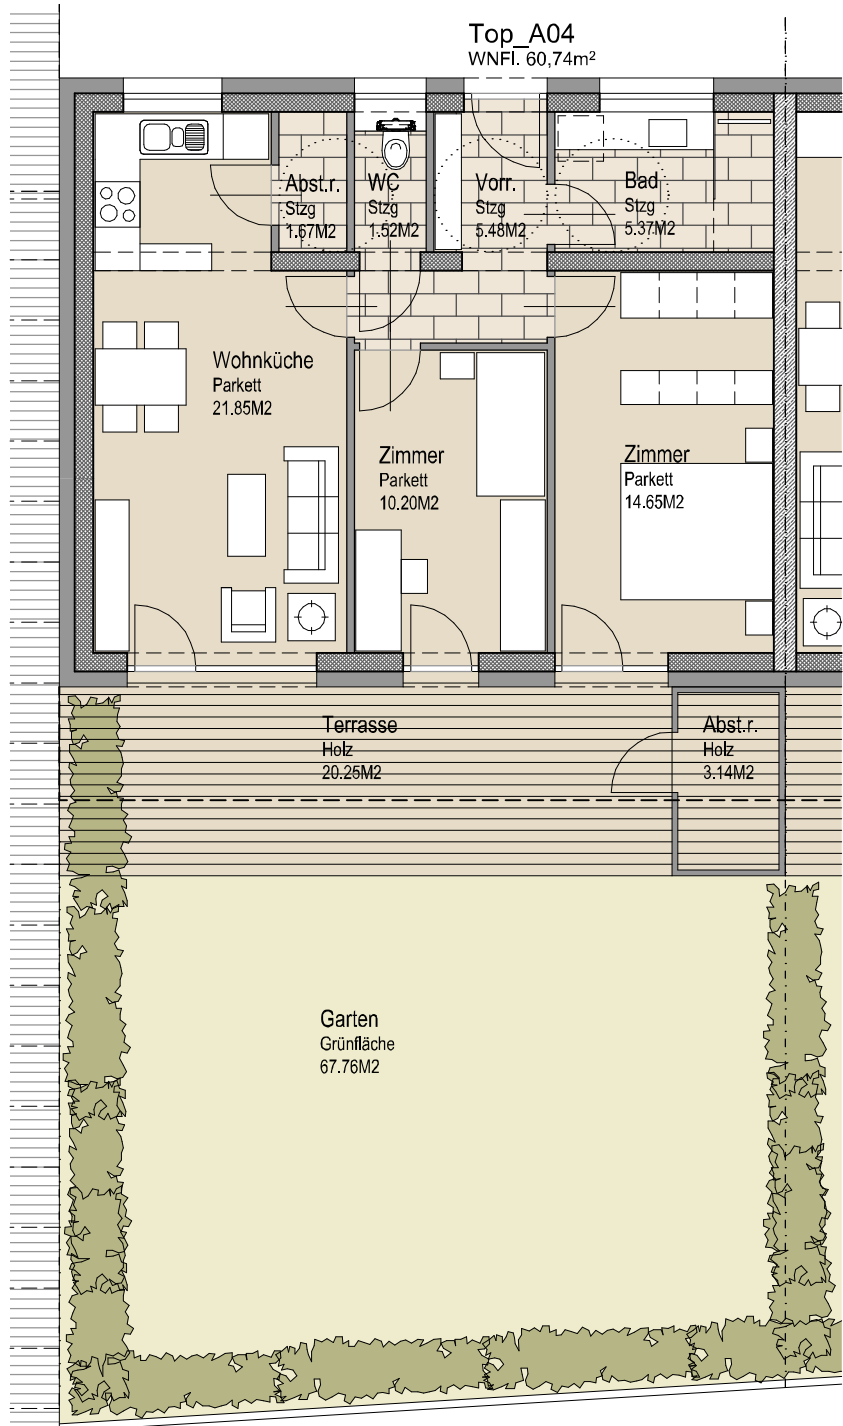 Top_A04
WNFl. 60,74m²
Abst.r.
Stzg
1.67M2
WC
Stzg
1.52M2
Vorr.
Stzg
5.48M2
Bad
Stzg
5.37M2
Wohnküche
Parkett
21.85M2
Zimmer
Parkett
10.20M2
Zimmer
Parkett
14.65M2
Terrasse
Holz
20.25M2
Abst.r.
Holz
3.14M2
Garten
Grünfläche
67.76M2